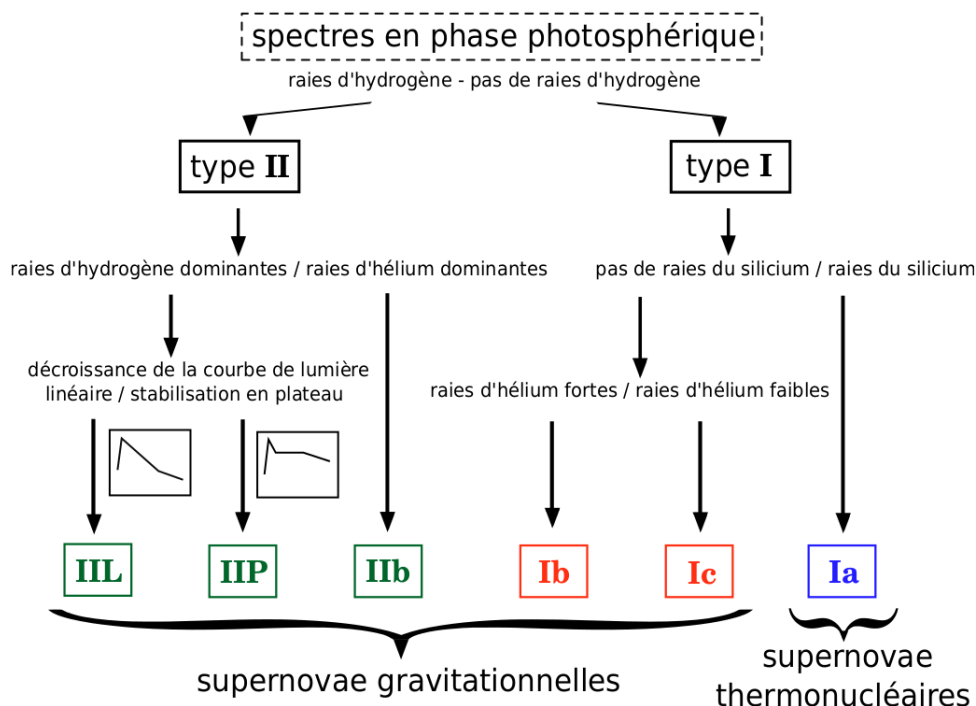 spectres en phase photosphérique
raies d'hydrogène - pas de raies d'hydrogène
type II
type I
raies d'hydrogène dominantes / raies d'hélium dominantes
pas de raies du silicium / raies du silicium
décroissance de la courbe de lumière
linéaire / stabilisation en plateau
raies d'hélium fortes / raies d'hélium faibles
IIL
IIP
IIb
Ib
Ic
Ia
supernovae gravitationnelles
supernovae
thermonucléaires